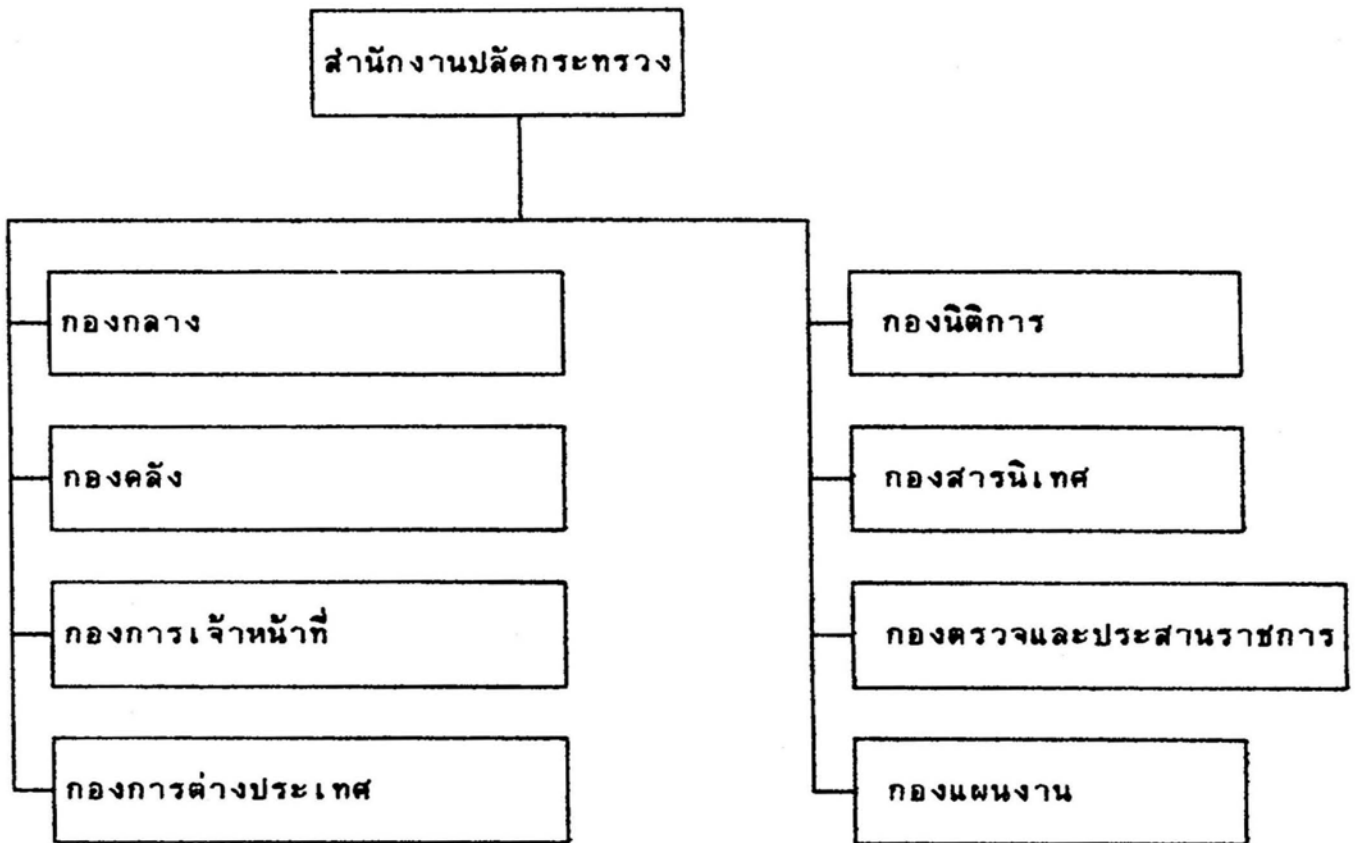 สำนักงานปลัดกระทรวง
กองกลาง
กองคลัง
กองการเจ้าหน้าที่
กองการต่างประเทศ
กองนิติการ
กองสารนิเทศ
กองตรวจและประสานราชการ
กองแผนงาน